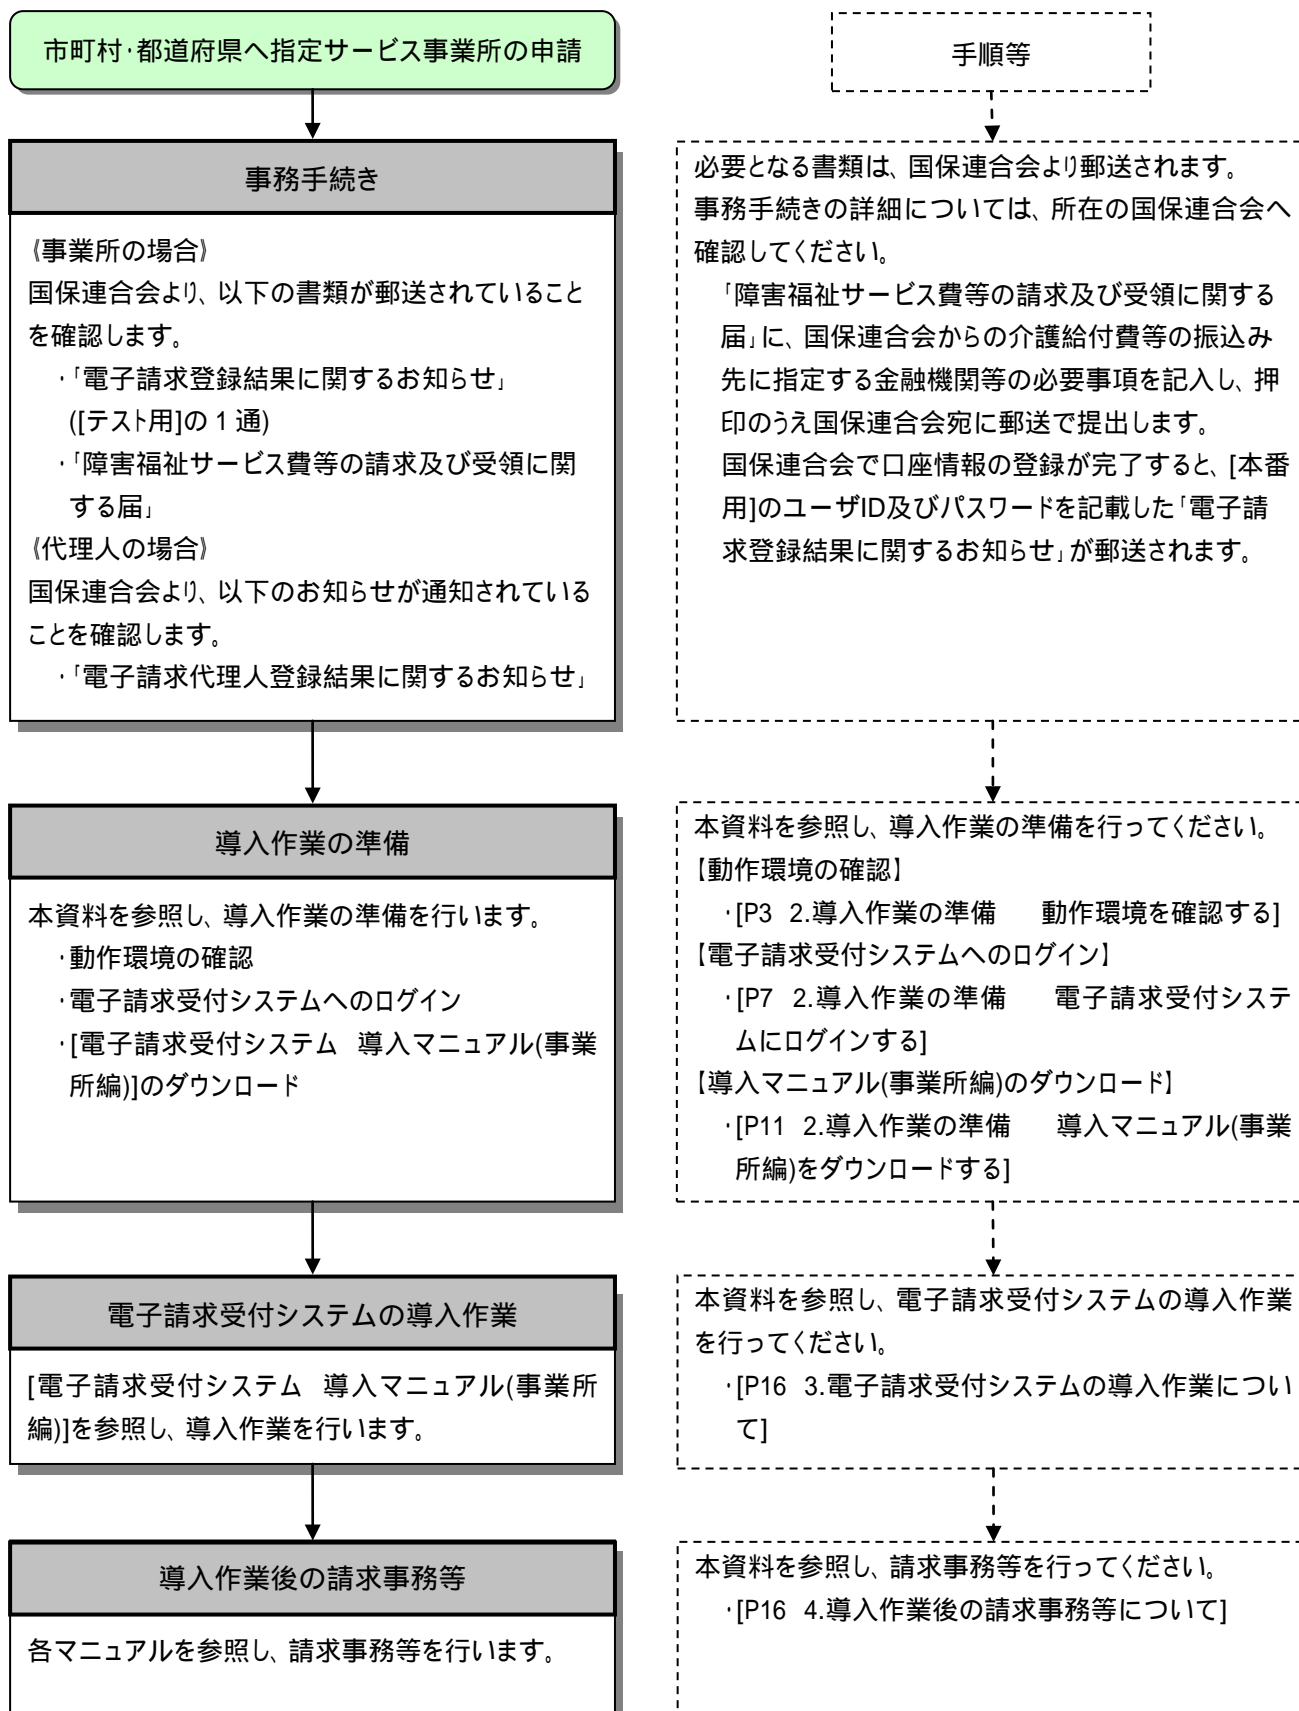 市町村・都道府県へ指定サービス事業所の申請
手順等
事務手続き
《事業所の場合》
国保連合会より、以下の書類が郵送されていること
を確認します。
・「電子請求登録結果に関するお知らせ」
([テスト用]の 1 通)
・「障害福祉サービス費等の請求及び受領に関
する届」
《代理人の場合》
国保連合会より、以下のお知らせが通知されている
ことを確認します。
・「電子請求代理人登録結果に関するお知らせ」
必要となる書類は、国保連合会より郵送されます。
事務手続きの詳細については、所在の国保連合会へ
確認してください。
「障害福祉サービス費等の請求及び受領に関する
届」に、国保連合会からの介護給付費等の振込み
先に指定する金融機関等の必要事項を記入し、押
印のうえ国保連合会宛に郵送で提出します。
国保連合会で口座情報の登録が完了すると、[本番
用]のユーザID及びパスワードを記載した「電子請
求登録結果に関するお知らせ」が郵送されます。
導入作業の準備
本資料を参照し、導入作業の準備を行います。
・動作環境の確認
・電子請求受付システムへのログイン
・[電子請求受付システム 導入マニュアル(事業
所編)]のダウンロード
本資料を参照し、導入作業の準備を行ってください。
【動作環境の確認】
・[P3 2.導入作業の準備 動作環境を確認する]
【電子請求受付システムへのログイン】
・[P7 2.導入作業の準備 電子請求受付システ
ムにログインする]
【導入マニュアル(事業所編)のダウンロード】
・[P11 2.導入作業の準備 導入マニュアル(事業
所編)をダウンロードする]
電子請求受付システムの導入作業
[電子請求受付システム 導入マニュアル(事業所
編)]を参照し、導入作業を行います。
本資料を参照し、電子請求受付システムの導入作業
を行ってください。
・[P16 3.電子請求受付システムの導入作業につい
て]
導入作業後の請求事務等
各マニュアルを参照し、請求事務等を行います。
本資料を参照し、請求事務等を行ってください。
・[P16 4.導入作業後の請求事務等について]